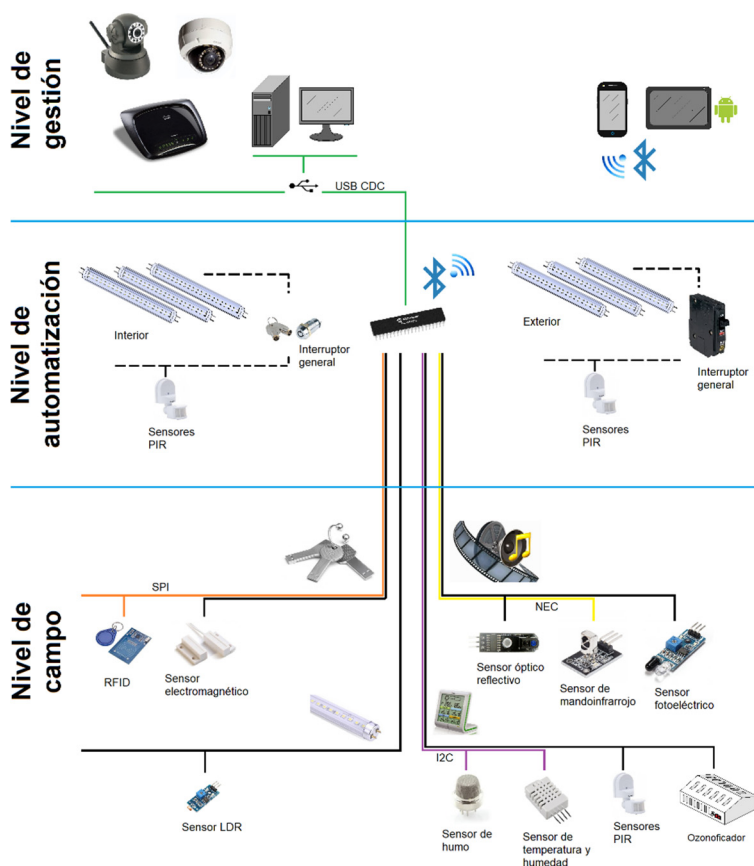 Nivel de
gestión
USB CDC
Nivel de
automatización
Interior
Interruptor
general
Sensores
PIR
Exterior
Interruptor
general
Sensores
PIR
Nivel de
campo
SPI
RFID
Sensor
electromagnético
NEC
Sensor óptico
reflectivo
Sensor de
mandoinfrarrojo
Sensor
fotoeléctrico
Sensor LDR
I2C
Sensor de
humo
Sensor de
temperatura y
humedad
Sensores
PIR
Ozonoficador